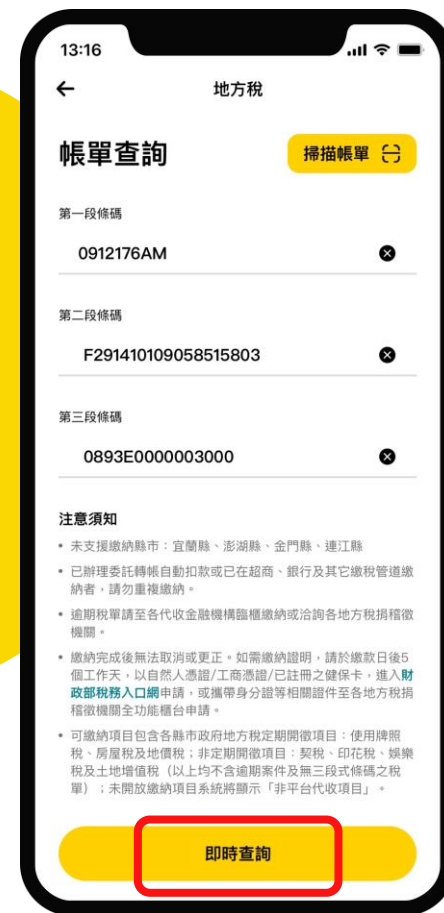 13:16
地方稅
帳單查詢
掃描帳單
第一段條碼
0912176AM
第二段條碼
F291410109058515803
第三段條碼
0893E0000003000
注意須知
• 未支援繳納縣市：宜蘭縣、澎湖縣、金門縣、連江縣
• 已辦理委託轉帳自動扣款或已在超商、銀行及其它繳稅管道繳
納者，請勿重複繳納。
• 逾期稅單請至各代收金融機構臨櫃繳納或洽詢各地方稅捐稽徵
機關。
• 繳納完成後無法取消或更正。如需繳納證明，請於繳款日後5
個工作天，以自然人憑證/工商憑證/已註冊之健保卡，進入財
政部稅務入口網申請，或攜帶身分證等相關證件至各地方稅捐
稽徵機關全功能櫃台申請。
• 可繳納項目包含各縣市政府地方稅定期開徵項目：使用牌照
稅、房屋稅及地價稅；非定期開徵項目：契稅、印花稅、娛樂
稅及土地增值稅（以上均不含逾期案件及無三段式條碼之稅
單）；未開放繳納項目系統將顯示「非平台代收項目」。
即時查詢